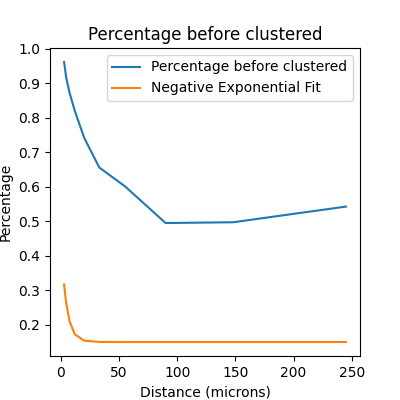 Percentage before clustered
Percentage before clustered
Negative Exponential Fit
1.0
0.9
0.8
0.7
0.6
0.5
0.4
0.3
0.2
Percentage
0 50 100 150 200 250
Distance (microns)